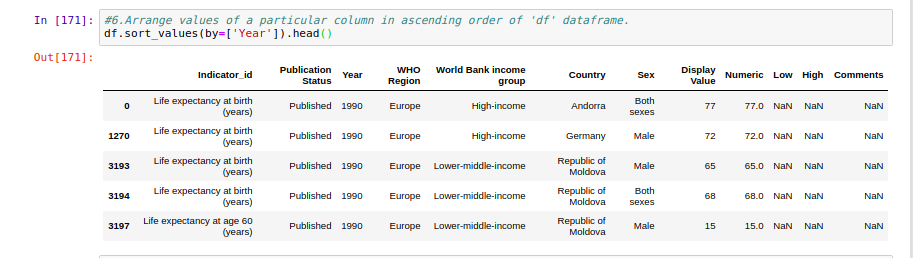 In [171]: #6.Arrange values of a particular column in ascending order of 'df' dataframe.
df.sort_values(by=['Year']).head()
Out[171]:
Indicator_id Publication Status Year WHO Region World Bank income group Country Sex Display Value Numeric Low High Comments
0 Life expectancy at birth (years) Published 1990 Europe High-income Andorra Both sexes 77 77.0 NaN NaN NaN
1270 Life expectancy at birth (years) Published 1990 Europe High-income Germany Male 72 72.0 NaN NaN NaN
3193 Life expectancy at birth (years) Published 1990 Europe Lower-middle-income Republic of Moldova Male 65 65.0 NaN NaN NaN
3194 Life expectancy at birth (years) Published 1990 Europe Lower-middle-income Republic of Moldova Both sexes 68 68.0 NaN NaN NaN
3197 Life expectancy at age 60 (years) Published 1990 Europe Lower-middle-income Republic of Moldova Male 15 15.0 NaN NaN NaN